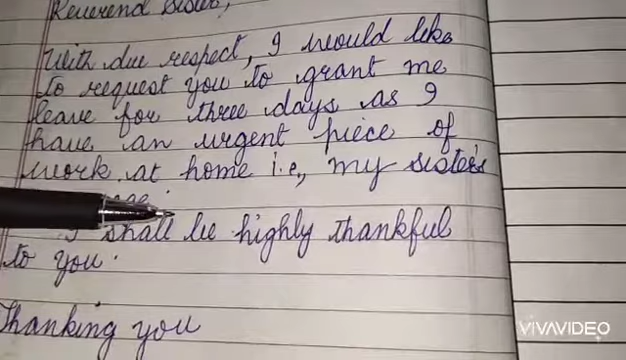 Reverend Sister,
With due respect, I would like
to request you to grant me
leave for three days as I
have an urgent piece of
work at home i.e., my sister's
I shall be highly thankful
to you.
Thanking you
VIVAVIDEO